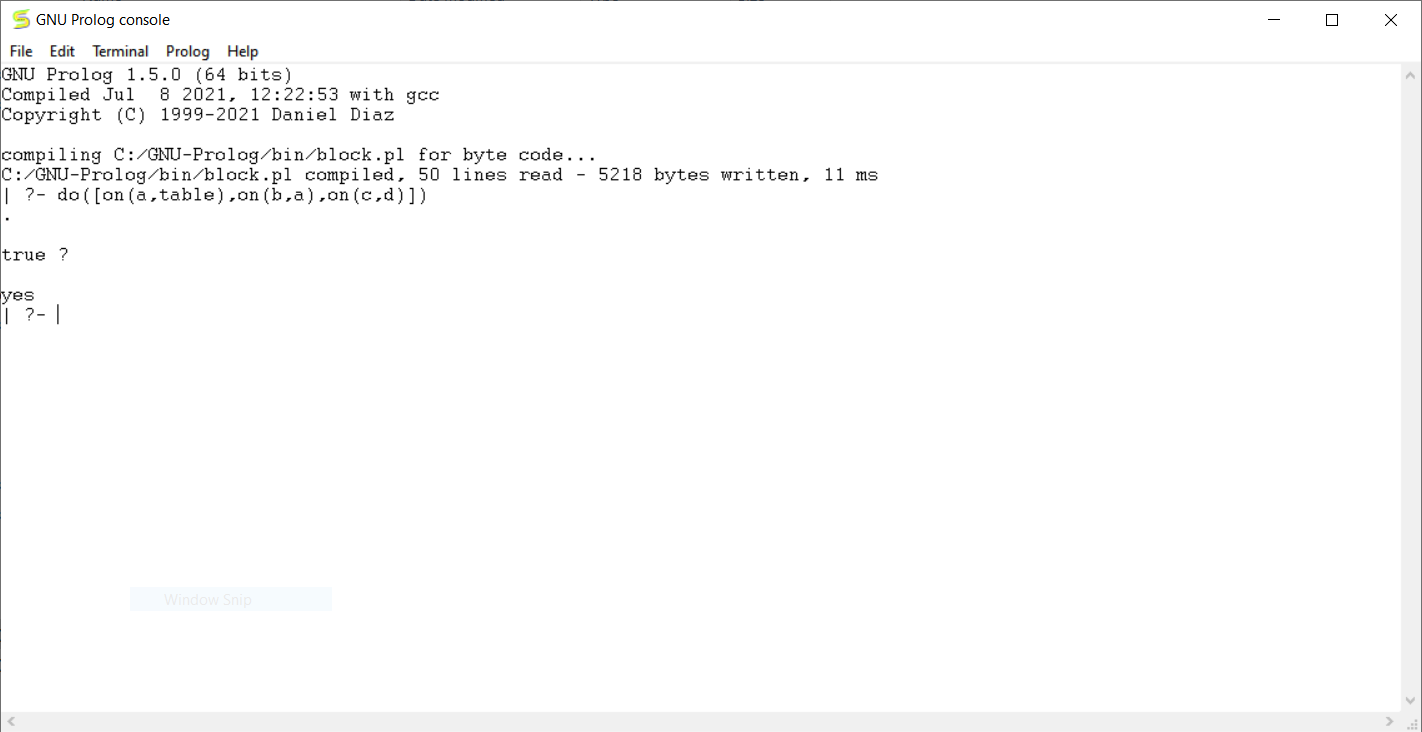 GNU Prolog console
File Edit Terminal Prolog Help
GNU Prolog 1.5.0 (64 bits)
Compiled Jul  8 2021, 12:22:53 with gcc
Copyright (C) 1999-2021 Daniel Diaz
compiling C:/GNU-Prolog/bin/block.pl for byte code...
C:/GNU-Prolog/bin/block.pl compiled, 50 lines read - 5218 bytes written, 11 ms
| ?- do([on(a,table),on(b,a),on(c,d)])
.
true ?
yes
| ?-
Window Snip